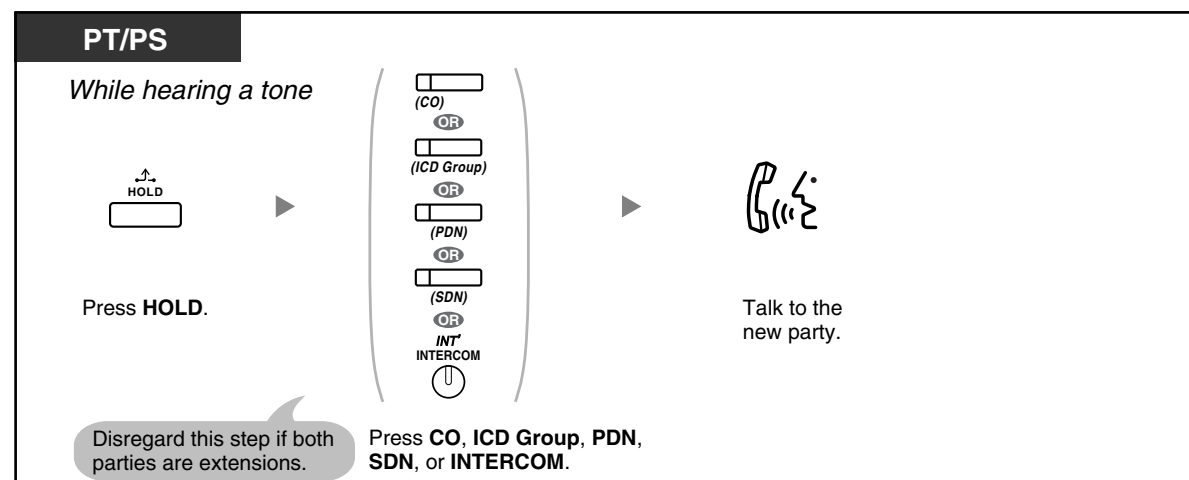 PT/PS
While hearing a tone
HOLD
Press HOLD.
(CO)
OR
(ICD Group)
OR
(PDN)
OR
(SDN)
OR
INT'
INTERCOM
Disregard this step if both
parties are extensions.
Press CO, ICD Group, PDN,
SDN, or INTERCOM.
Talk to the
new party.